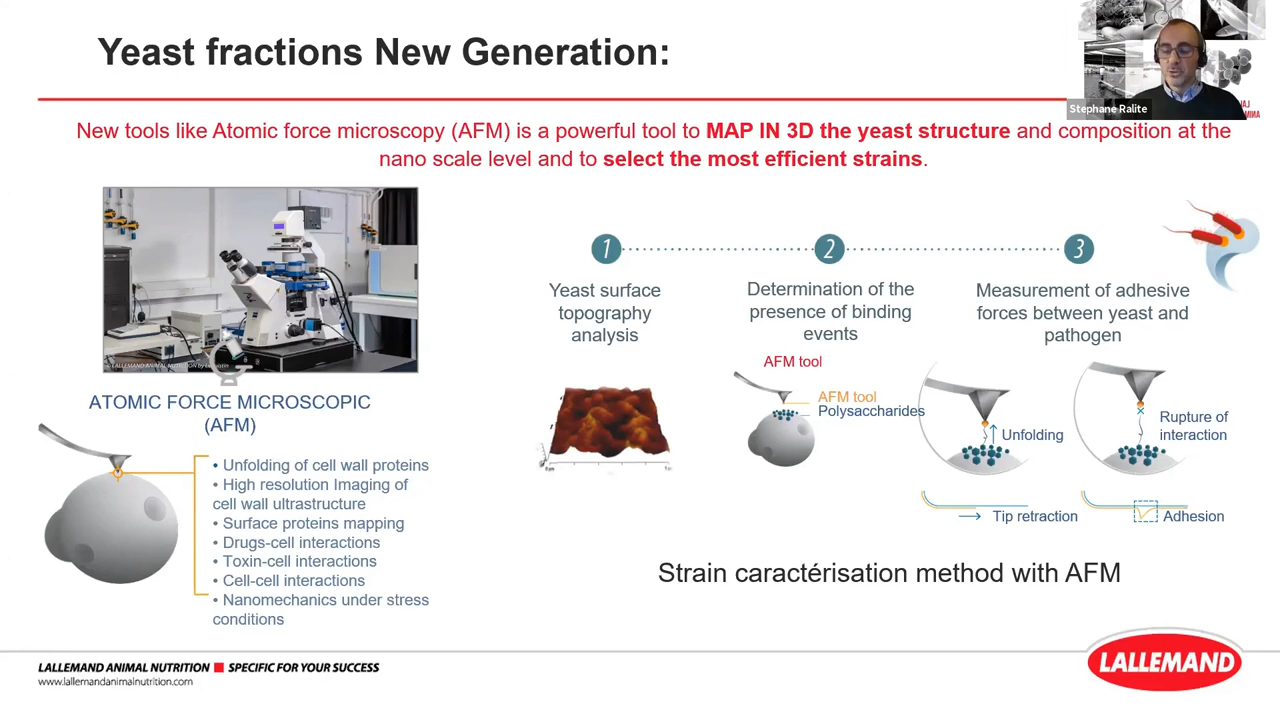 Yeast fractions New Generation:
Stephane Ralite
New tools like Atomic force microscopy (AFM) is a powerful tool to MAP IN 3D the yeast structure and composition at the
nano scale level and to select the most efficient strains.
© LALLEMAND ANIMAL NUTRITION by
ATOMIC FORCE MICROSCOPIC
(AFM)
• Unfolding of cell wall proteins
• High resolution Imaging of
cell wall ultrastructure
• Surface proteins mapping
• Drugs-cell interactions
• Toxin-cell interactions
• Cell-cell interactions
• Nanomechanics under stress
conditions
1
2
3
Yeast surface
topography
analysis
Determination of the
presence of binding
events
Measurement of adhesive
forces between yeast and
pathogen
AFM tool
AFM tool
Polysaccharides
Unfolding
Rupture of
interaction
Tip retraction
Adhesion
Strain caractérisation method with AFM
LALLEMAND ANIMAL NUTRITION SPECIFIC FOR YOUR SUCCESS
www.lallemandanimalnutrition.com
LALLEMAND